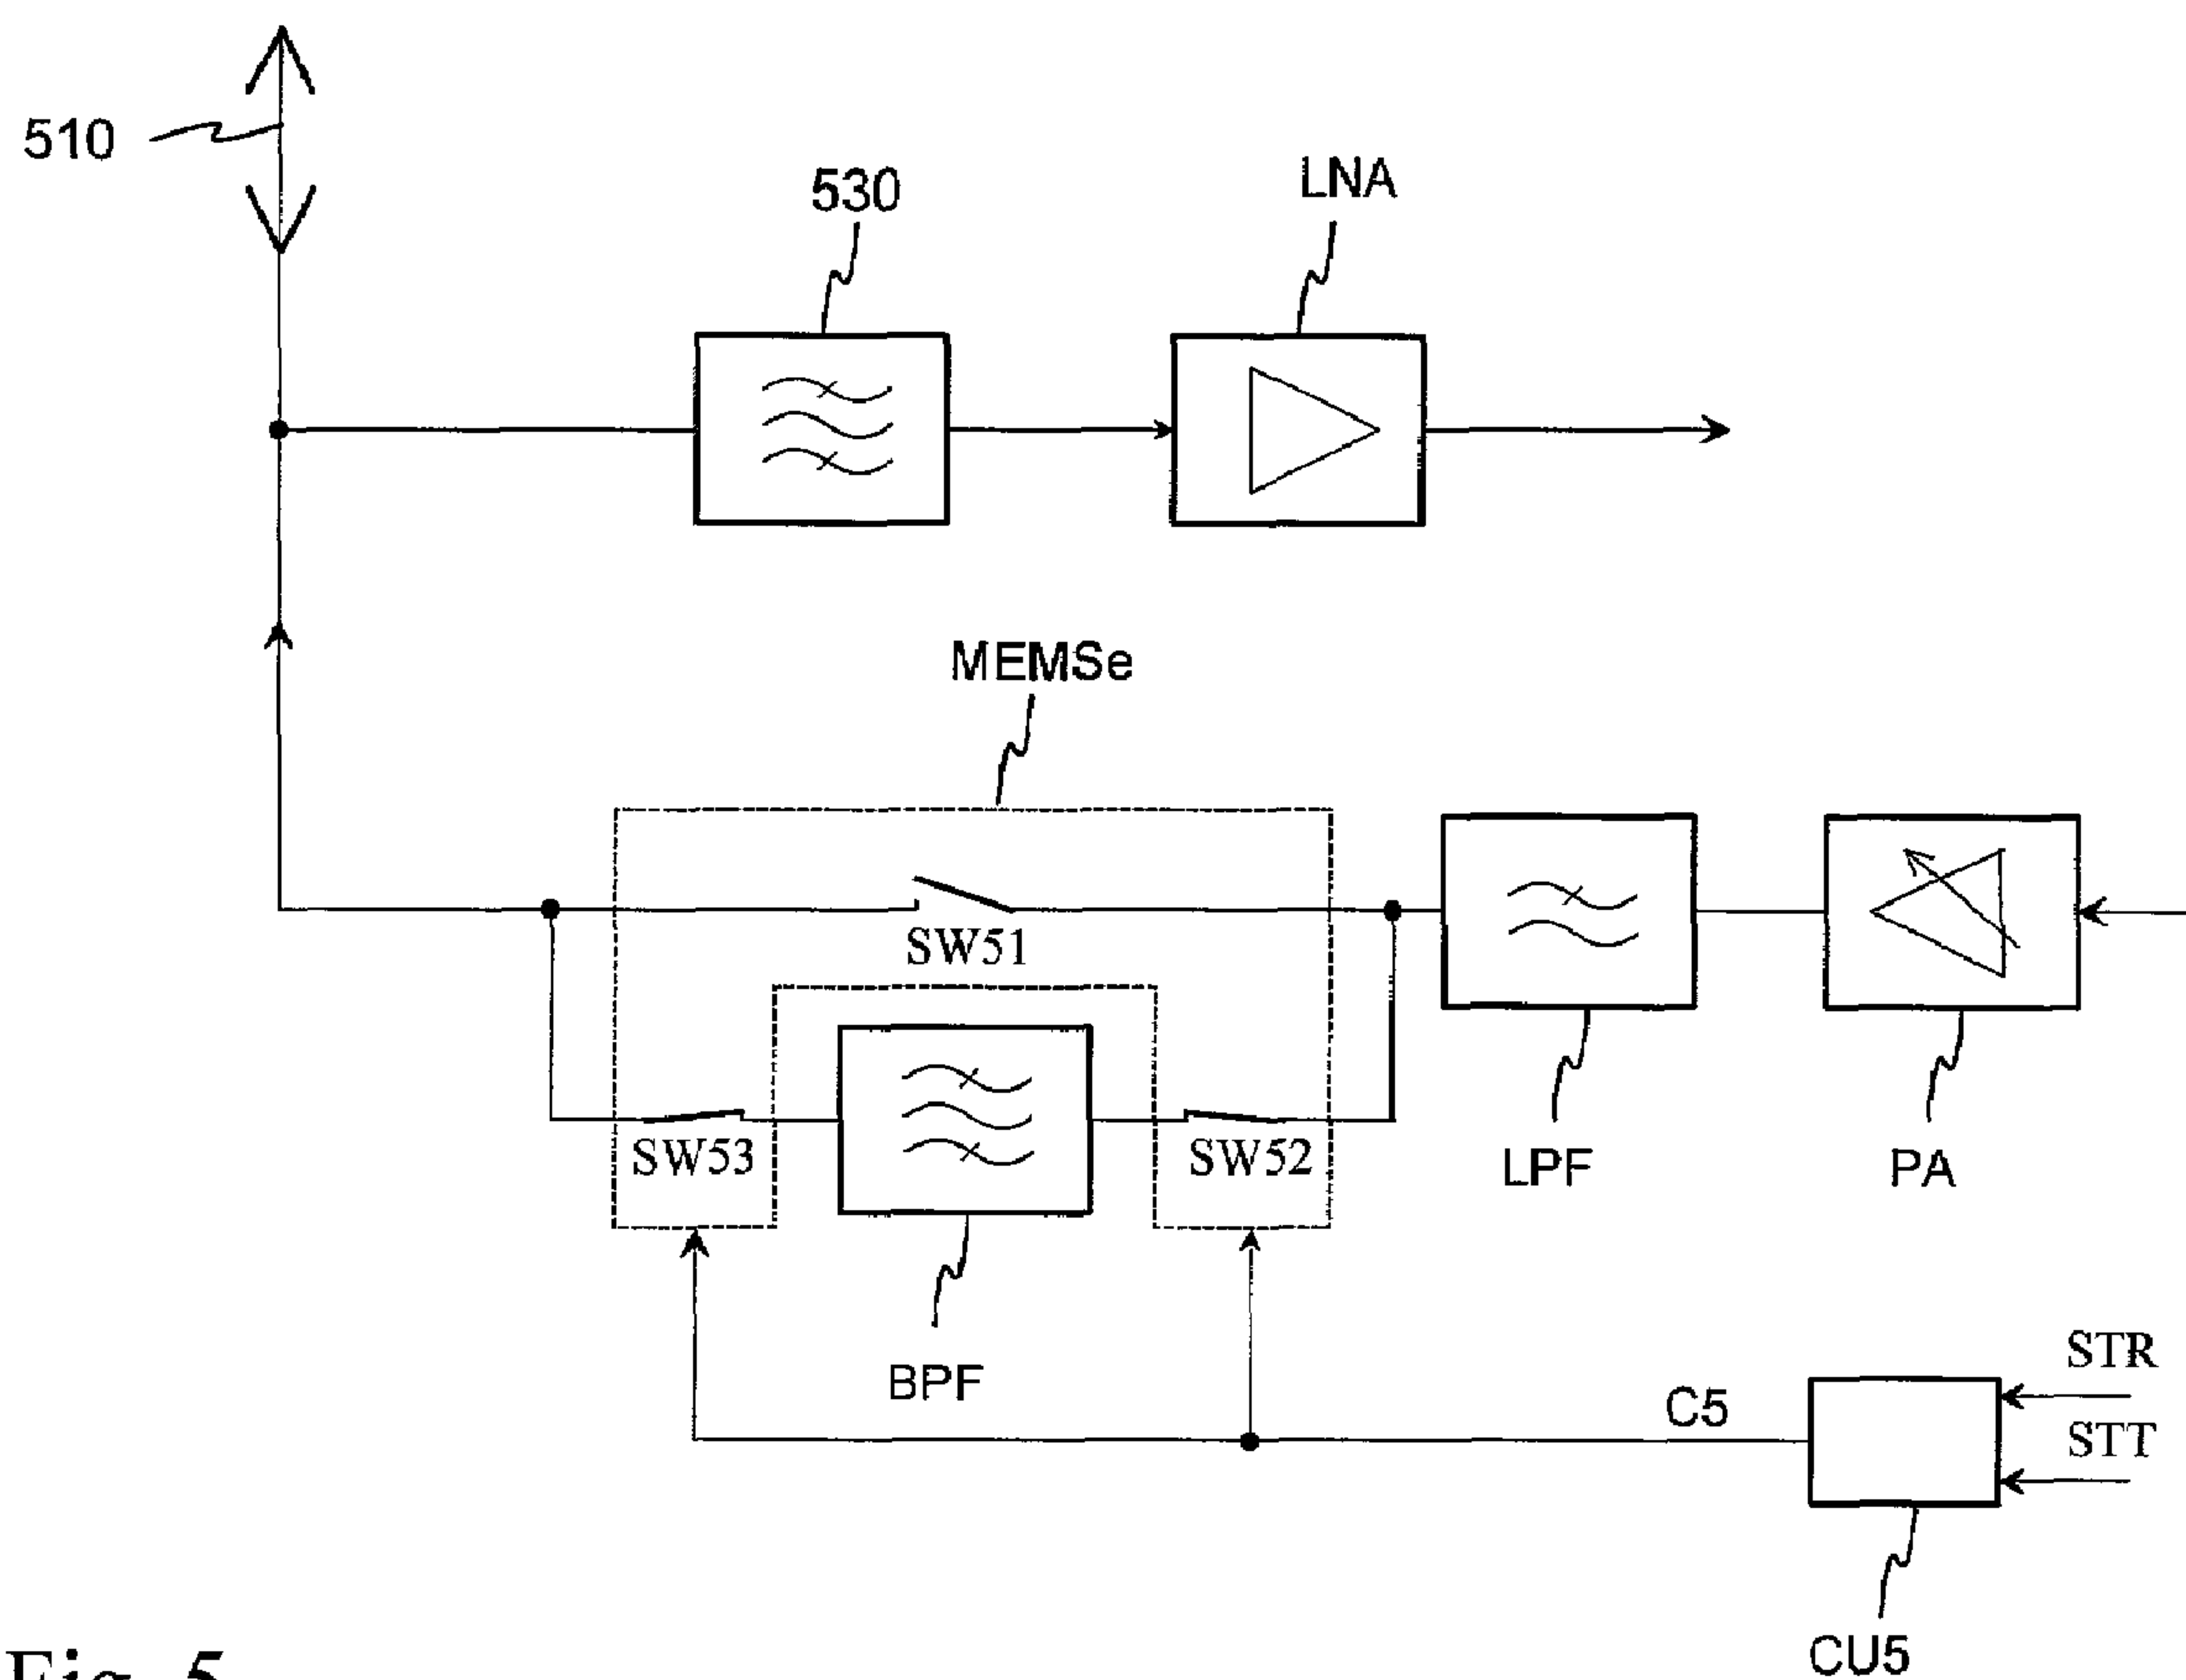 510
530
LNA
MEMSe
SW51
SW53
SW52
LPF
PA
BPF
C5
STR
STT
CU5
Fig. 5